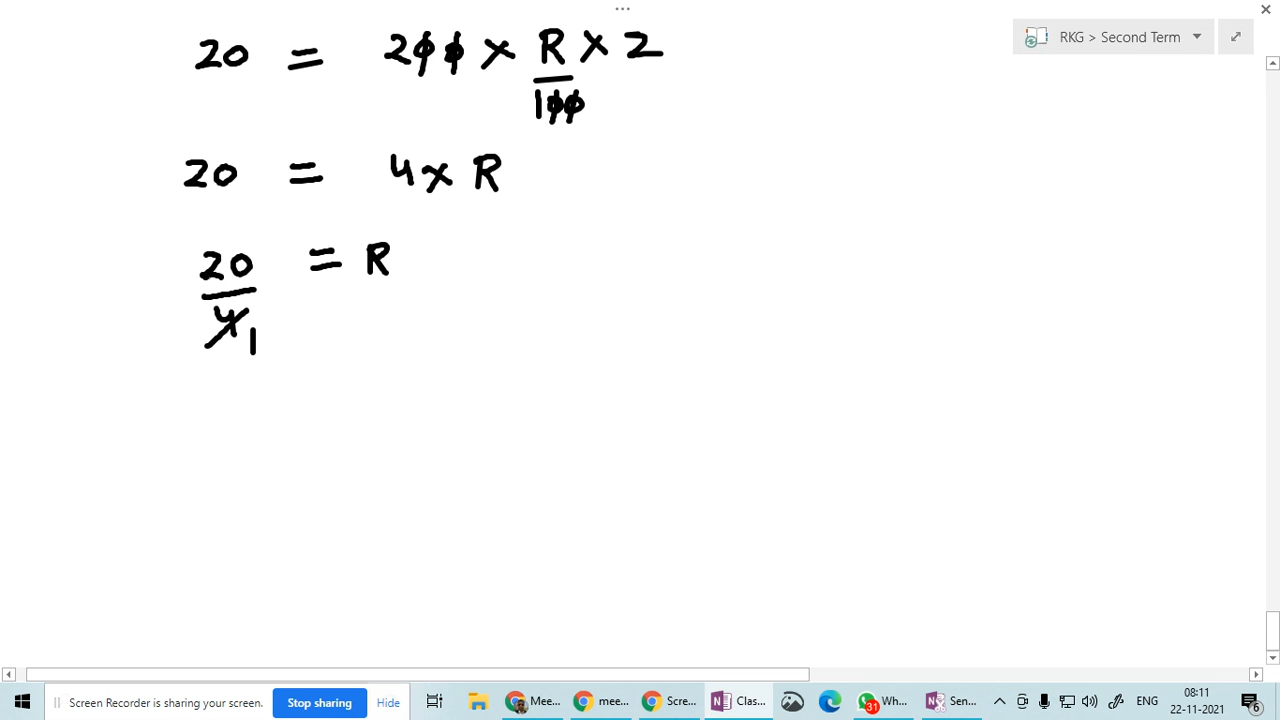 ...
RKG > Second Term
20 = 200 × R × 2
100
20 = 4 × R
20 = R
4 1
Screen Recorder is sharing your screen.
Stop sharing
Hide
Mee...
mee...
Scre...
Clas...
31
Wh...
Sen...
ENG
08:11
22-11-2021
6